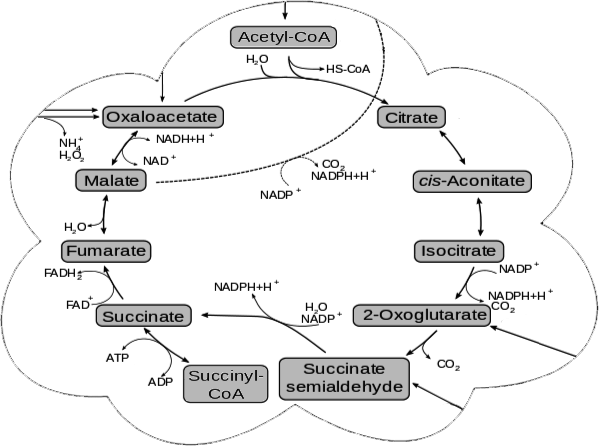 Acetyl-CoA
H₂O
HS-CoA
Oxaloacetate
Citrate
NH₄⁺
H₂O₂
NADH+H⁺
NAD⁺
CO₂
NADPH+H⁺
NADP⁺
Malate
cis-Aconitate
H₂O
Fumarate
Isocitrate
FADH₂
FAD⁺
NADP⁺
NADPH+H⁺
CO₂
NADPH+H⁺
H₂O
NADP⁺
Succinate
2-Oxoglutarate
ATP
ADP
CO₂
Succinyl-
CoA
Succinate
semialdehyde